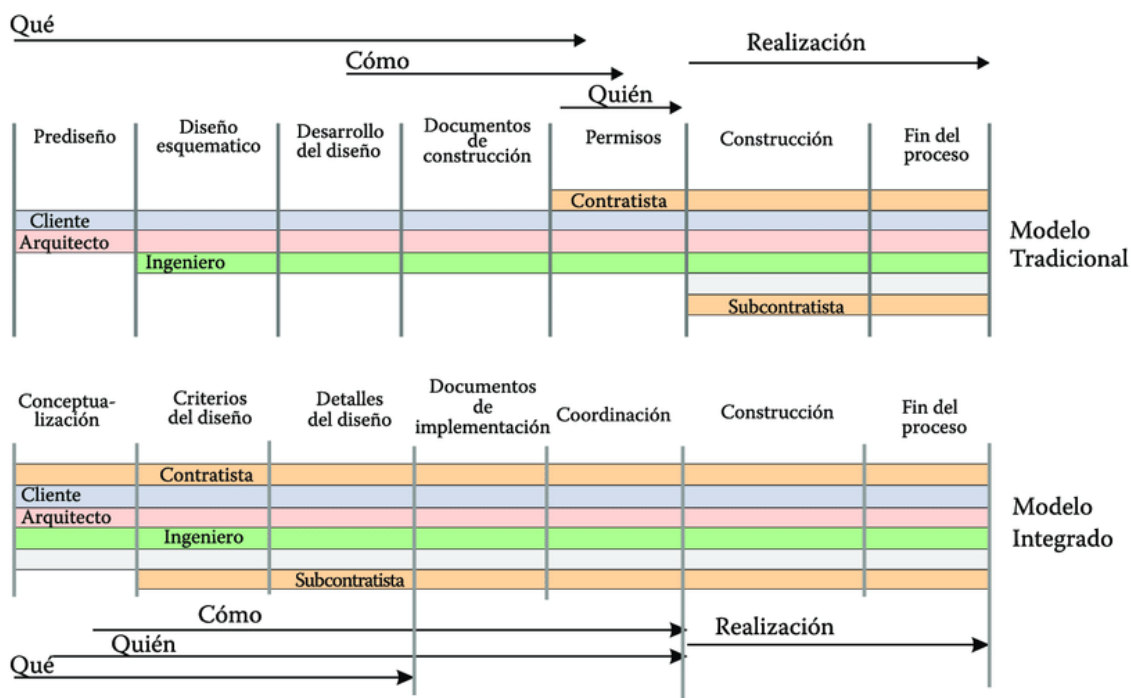 Qué
Realización
Cómo
Quién
Prediseño
Diseño
esquematico
Desarrollo
del diseño
Documentos
de
construcción
Permisos
Construcción
Fin del
proceso
Contratista
Cliente
Arquitecto
Ingeniero
Subcontratista
Modelo
Tradicional
Conceptua-
lización
Criterios
del diseño
Detalles
del diseño
Documentos
de
implementación
Coordinación
Construcción
Fin del
proceso
Contratista
Cliente
Arquitecto
Ingeniero
Subcontratista
Modelo
Integrado
Cómo
Realización
Quién
Qué